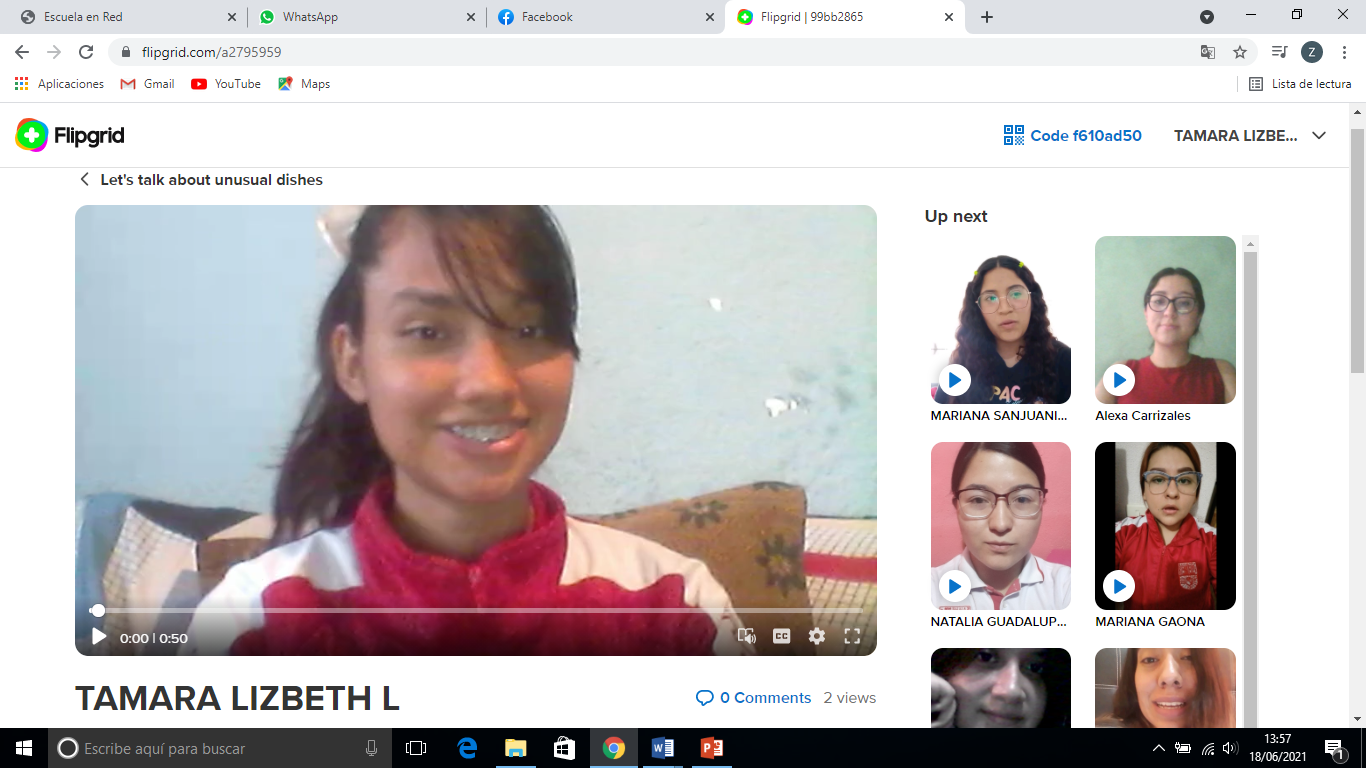 Escuela en Red
WhatsApp
Facebook
Flipgrid | 99bb2865
flipgrid.com/a2795959
Z
Aplicaciones
Gmail
YouTube
Maps
Lista de lectura
Flipgrid
Code f610ad50
TAMARA LIZBE...
Let's talk about unusual dishes
Up next
MARIANA SANJUANI...
Alexa Carrizales
NATALIA GUADALUP...
MARIANA GAONA
0:00 | 0:50
CC
TAMARA LIZBETH L
0 Comments
2 views
Escribe aquí para buscar
13:57
18/06/2021
1